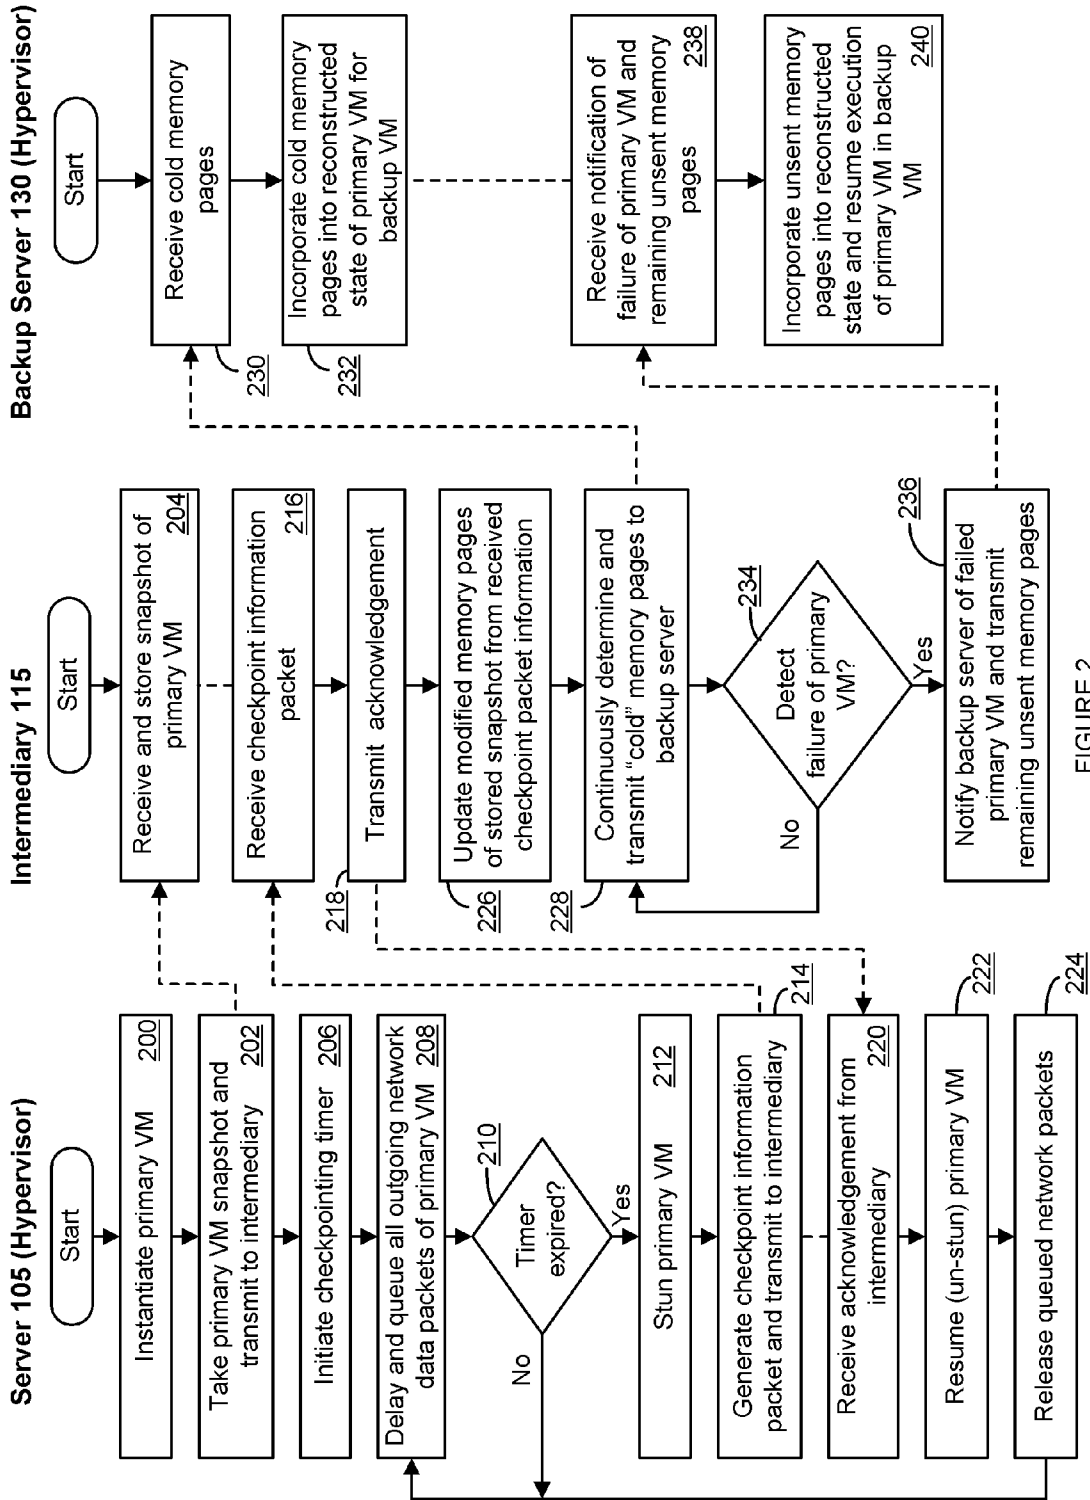 Server 105 (Hypervisor)
Start
Instantiate primary VM 200
Take primary VM snapshot and
transmit to intermediary 202
Initiate checkpointing timer 206
Delay and queue all outgoing network
data packets of primary VM 208
Timer
expired?
210
No
Yes
Stun primary VM 212
Generate checkpoint information
packet and transmit to intermediary
214
Receive acknowledgement from
intermediary 220
Resume (un-stun) primary VM
222
Release queued network packets
224
Intermediary 115
Start
Receive and store snapshot of
primary VM 204
Receive checkpoint information
packet 216
Transmit acknowledgement
218
Update modified memory pages
of stored snapshot from received
checkpoint packet information
226
Continuously determine and
transmit “cold” memory pages to
backup server
228
Detect
failure of primary
VM?
234
No
Yes
Notify backup server of failed
primary VM and transmit
remaining unsent memory pages
236
Backup Server 130 (Hypervisor)
Start
Receive cold memory
pages
230
Incorporate cold memory
pages into reconstructed
state of primary VM for
backup VM
232
Receive notification of
failure of primary VM and
remaining unsent memory
pages 238
Incorporate unsent memory
pages into reconstructed
state and resume execution
of primary VM in backup
VM 240
FIGURE 2